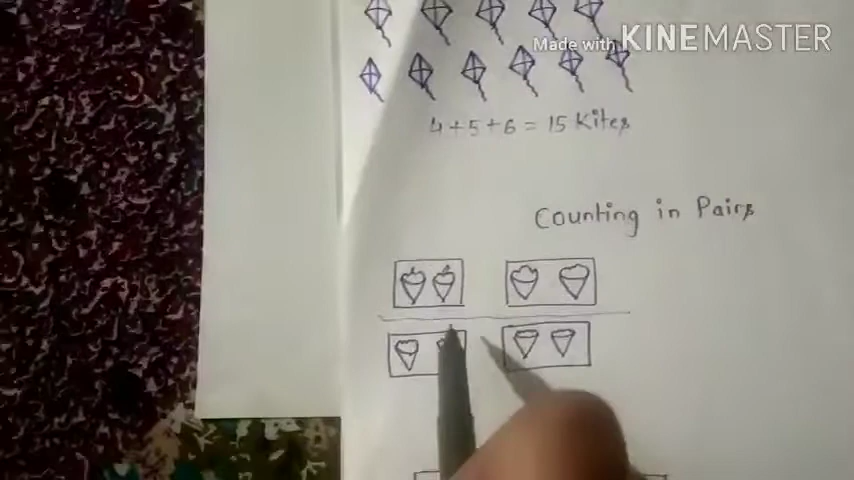 Made with KINEMASTER
4+5+6 = 15 Kites
Counting in Pairs